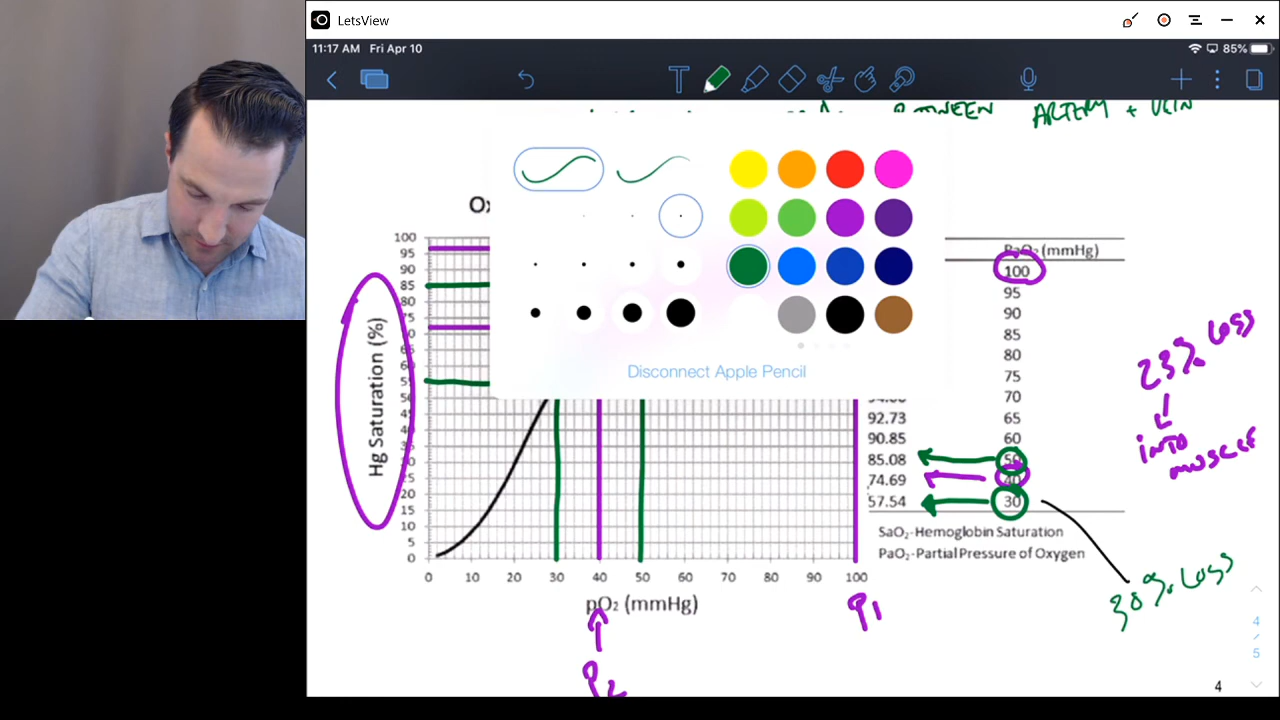 LetsView
11:17 AM Fri Apr 10
85%
T
ARTERY + VEIN
Disconnect Apple Pencil
Ox
Hg Saturation (%)
100
95
90
85
80
75
70
65
60
55
50
45
40
35
30
25
20
15
10
5
0
0 10 20 30 40 50 60 70 80 90 100
pO₂ (mmHg)
P1
P2
PaO₂ (mmHg)
100
95
90
85
80
75
70
65
92.73
90.85 60
85.08 50
74.69 40
57.54 30
SaO₂-Hemoglobin Saturation
PaO₂-Partial Pressure of Oxygen
23% Loss
into
muscle
30% Loss
4
/
5
4